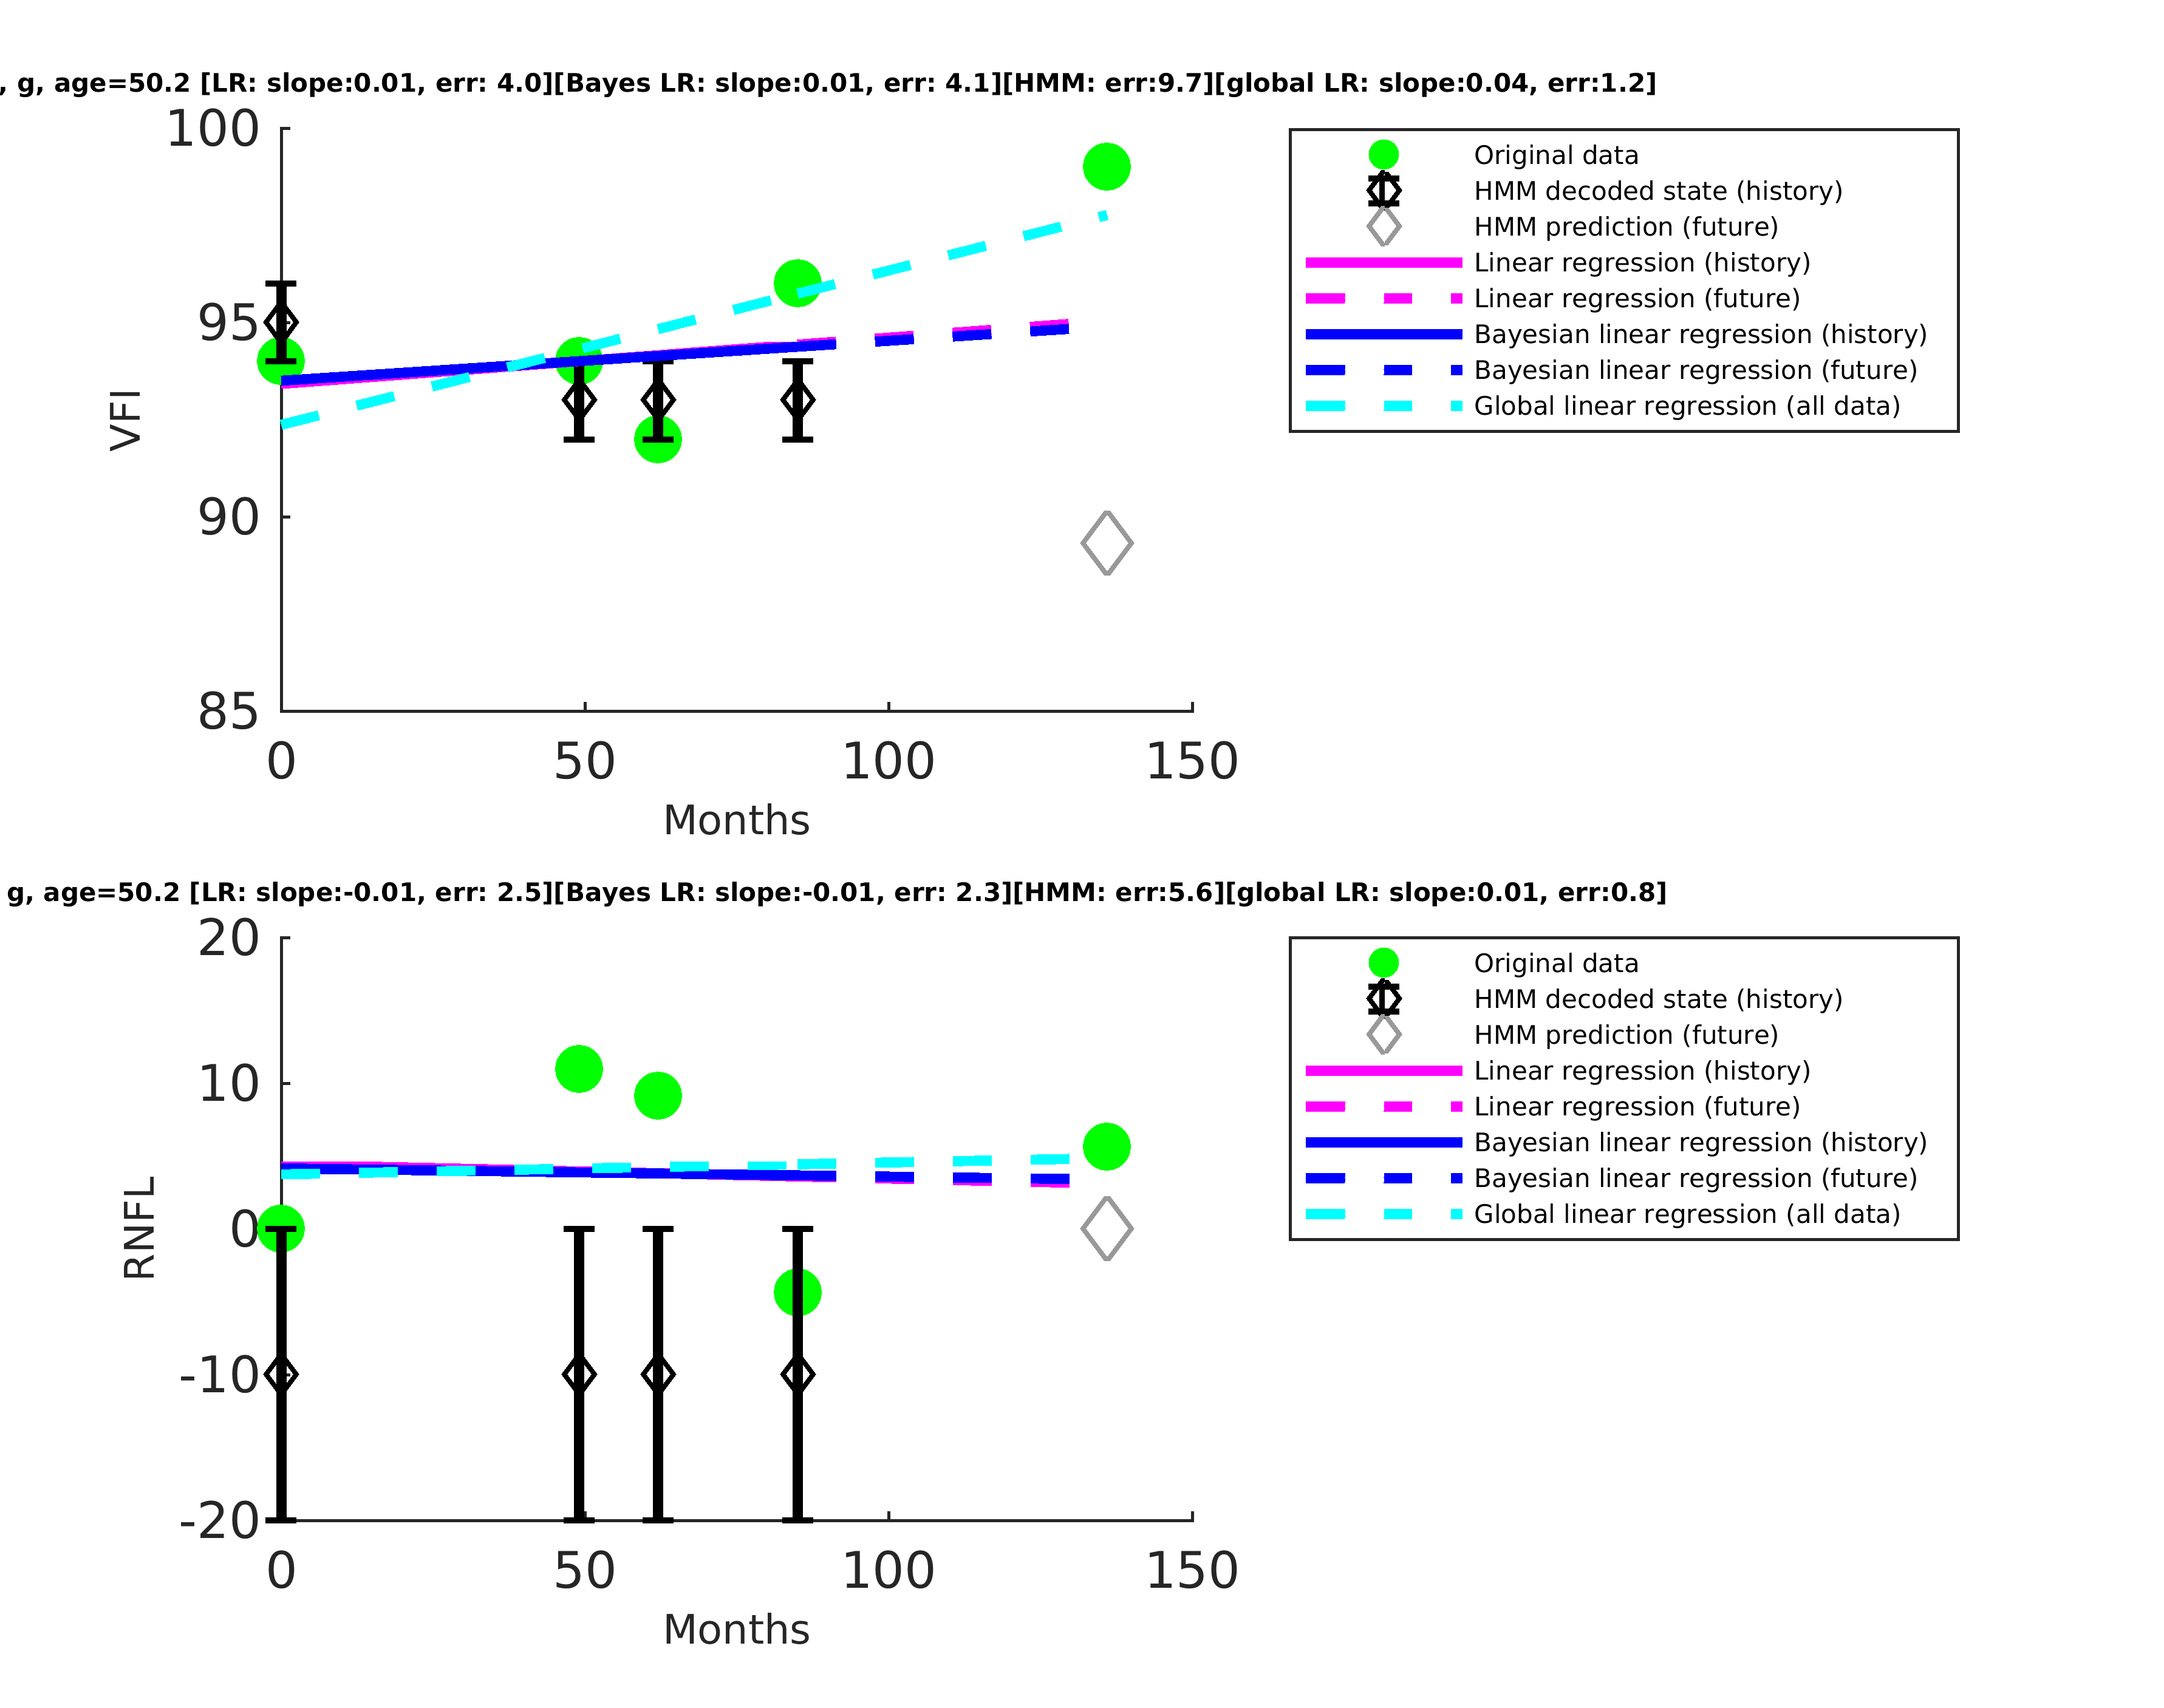 , g, age=50.2 [LR: slope:0.01, err: 4.0][Bayes LR: slope:0.01, err: 4.1][HMM: err:9.7][global LR: slope:0.04, err:1.2]
100
95
90
85
VFI
0 50 100 150
Months
Original data
HMM decoded state (history)
HMM prediction (future)
Linear regression (history)
Linear regression (future)
Bayesian linear regression (history)
Bayesian linear regression (future)
Global linear regression (all data)
g, age=50.2 [LR: slope:-0.01, err: 2.5][Bayes LR: slope:-0.01, err: 2.3][HMM: err:5.6][global LR: slope:0.01, err:0.8]
20
10
0
-10
-20
RNFL
0 50 100 150
Months
Original data
HMM decoded state (history)
HMM prediction (future)
Linear regression (history)
Linear regression (future)
Bayesian linear regression (history)
Bayesian linear regression (future)
Global linear regression (all data)